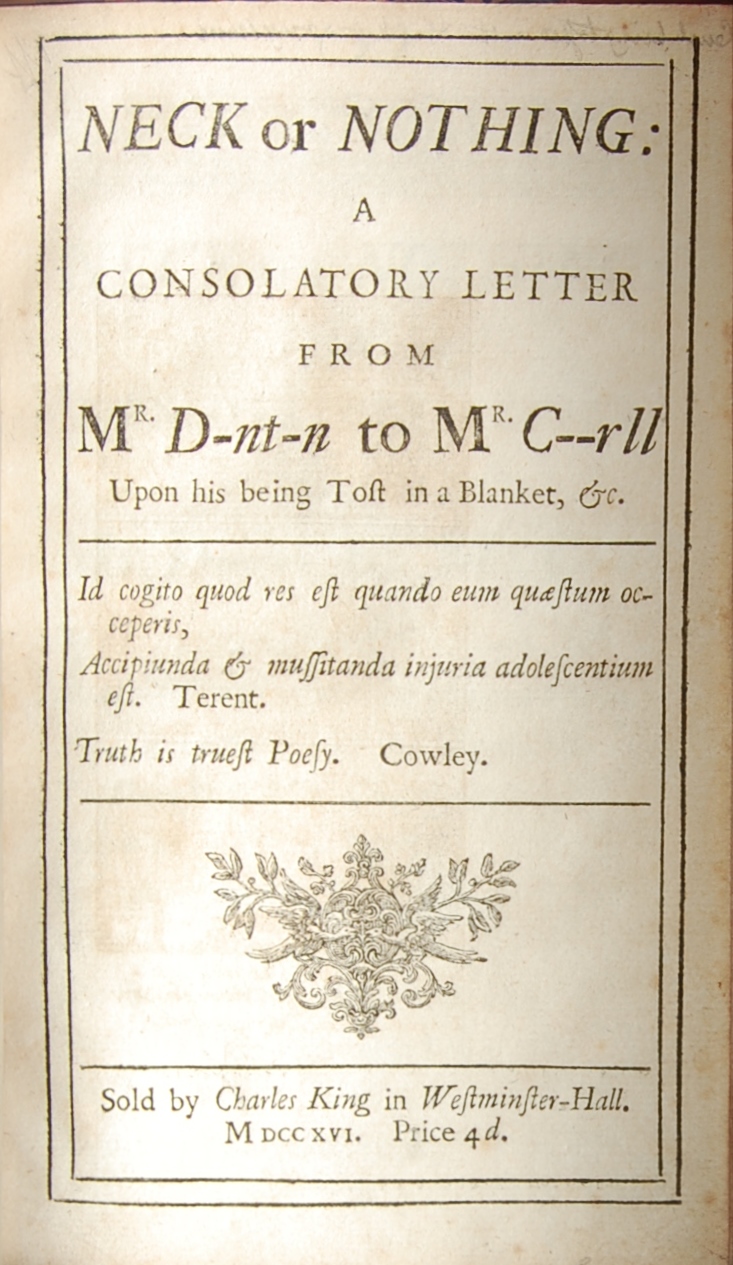 NECK or NOTHING:
A
CONSOLATORY LETTER
FROM
MR. D-nt-n to MR. C--rll
Upon his being Toſt in a Blanket, &c.
Id cogito quod res eſt quando eum quæſtum oc-
ceperis,
Accipiunda & muſſitanda injuria adoleſcentium
eſt. Terent.
Truth is trueſt Poeſy. Cowley.
Sold by Charles King in Weſtminſter-Hall.
MDCCXVI. Price 4d.